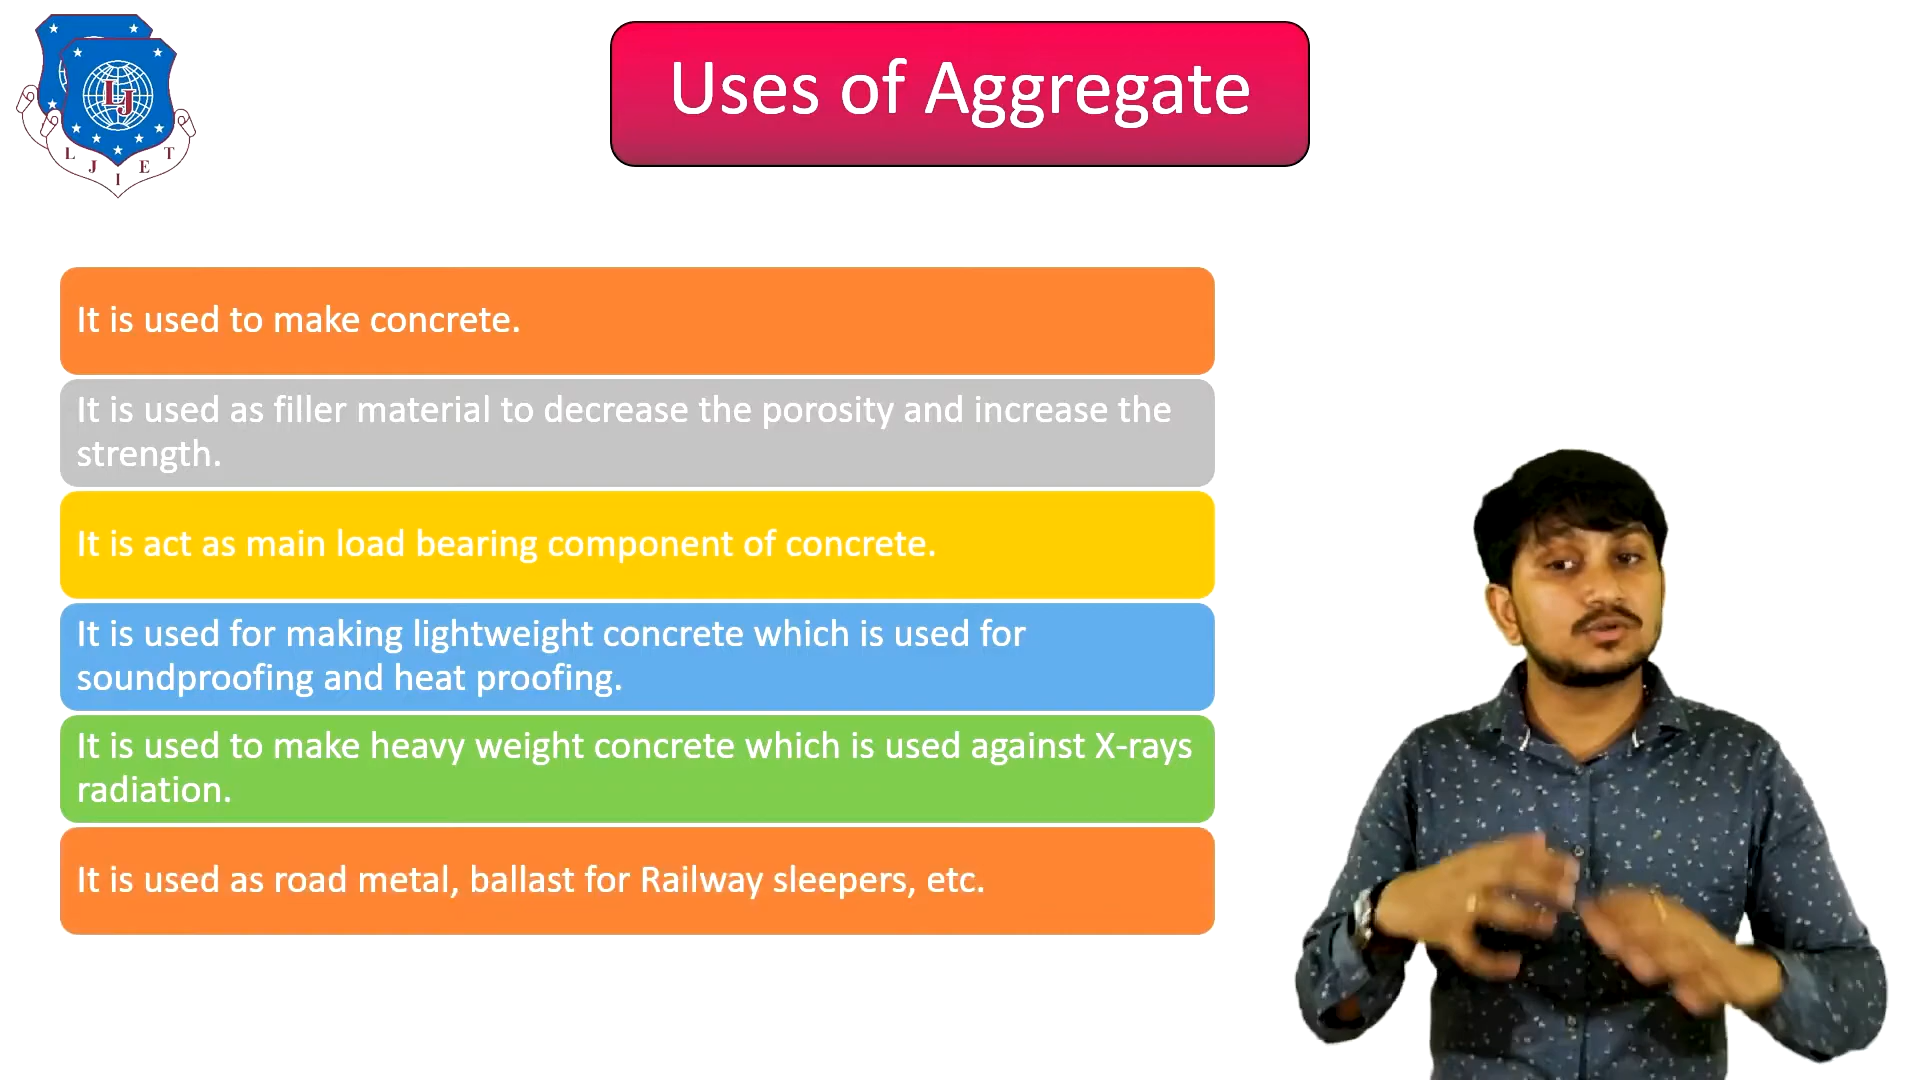 LJ
L J I E T
Uses of Aggregate
It is used to make concrete.
It is used as filler material to decrease the porosity and increase the
strength.
It is act as main load bearing component of concrete.
It is used for making lightweight concrete which is used for
soundproofing and heat proofing.
It is used to make heavy weight concrete which is used against X-rays
radiation.
It is used as road metal, ballast for Railway sleepers, etc.